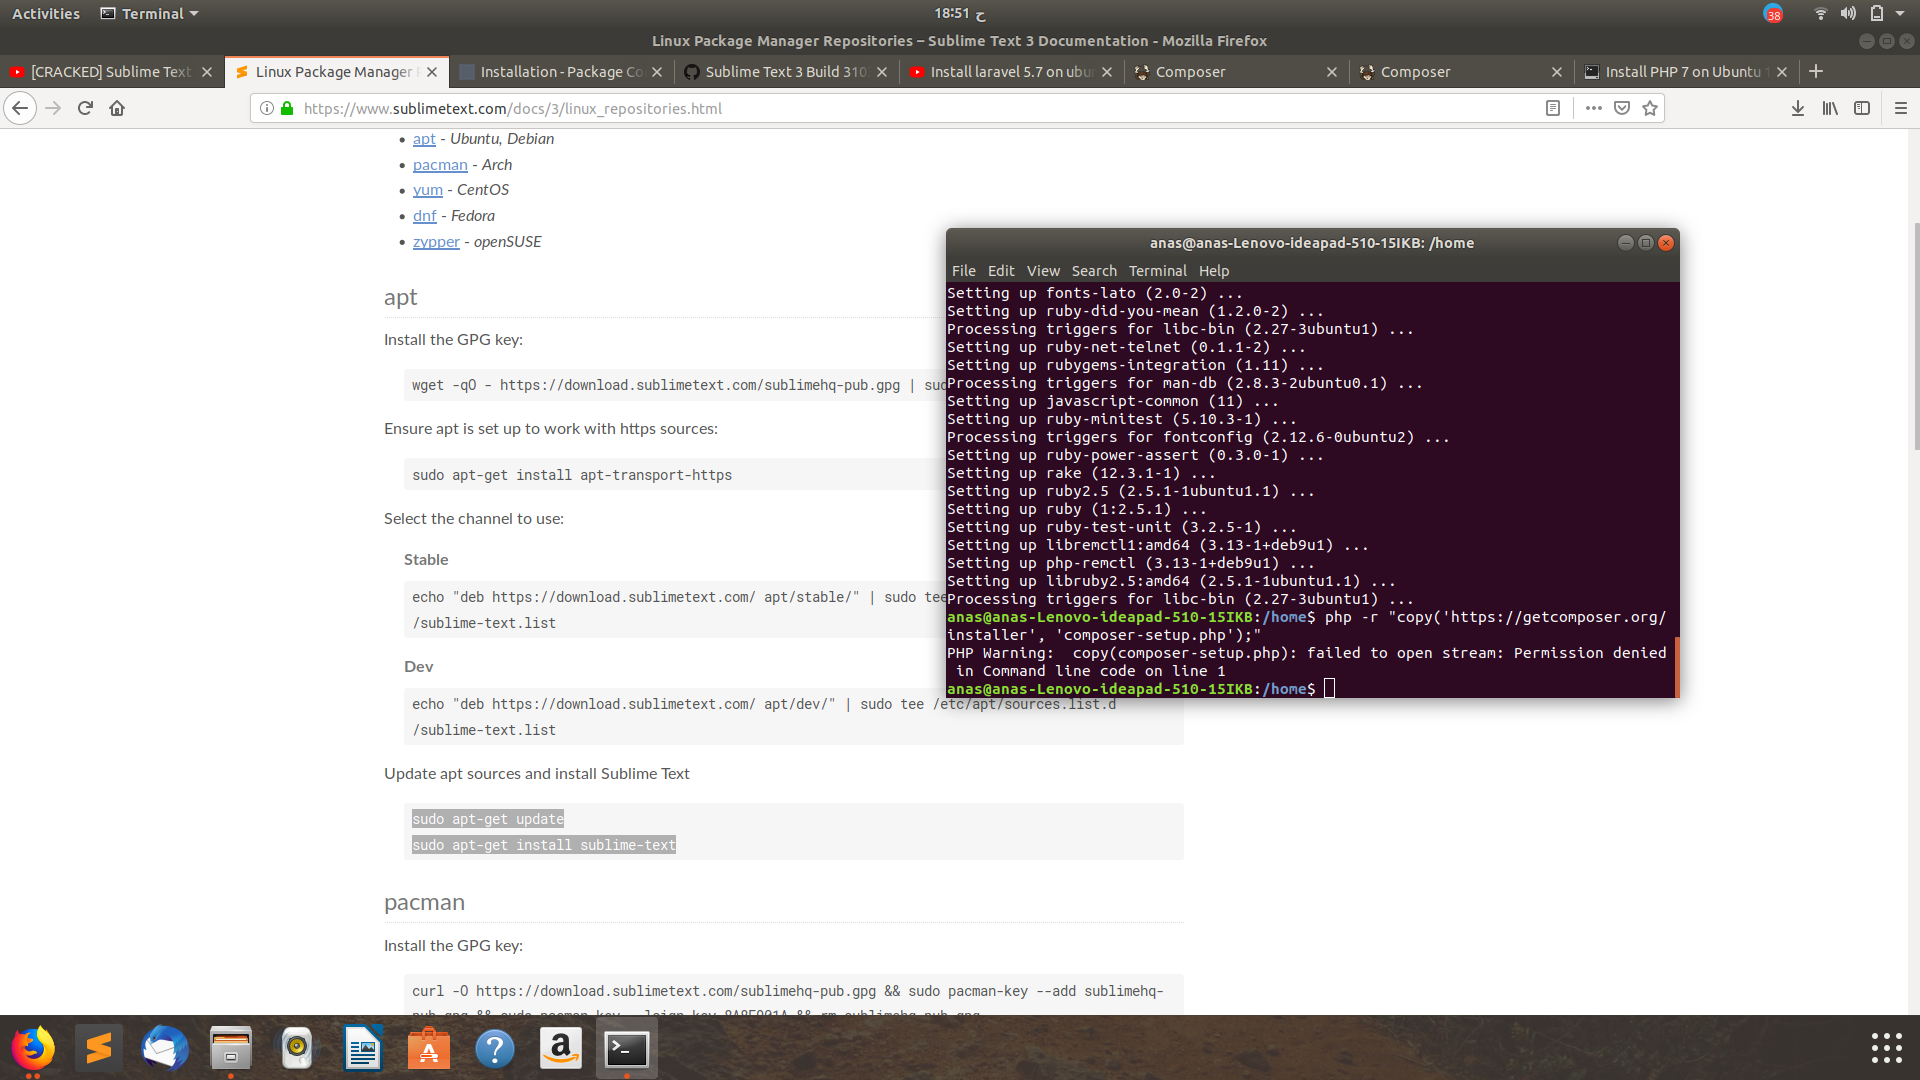 Activities
Terminal
18:51 ح
38
Linux Package Manager Repositories – Sublime Text 3 Documentation - Mozilla Firefox
[CRACKED] Sublime Text
Linux Package Manager
Installation - Package Co
Sublime Text 3 Build 310
Install laravel 5.7 on ubu
Composer
Composer
Install PHP 7 on Ubuntu
https://www.sublimetext.com/docs/3/linux_repositories.html
• apt - Ubuntu, Debian
• pacman - Arch
• yum - CentOS
• dnf - Fedora
• zypper - openSUSE
apt
Install the GPG key:
wget -qO - https://download.sublimetext.com/sublimehq-pub.gpg | sud
Ensure apt is set up to work with https sources:
sudo apt-get install apt-transport-https
Select the channel to use:
Stable
echo "deb https://download.sublimetext.com/ apt/stable/" | sudo tee
/sublime-text.list
Dev
echo "deb https://download.sublimetext.com/ apt/dev/" | sudo tee /etc/apt/sources.list.d
/sublime-text.list
Update apt sources and install Sublime Text
sudo apt-get update
sudo apt-get install sublime-text
pacman
Install the GPG key:
curl -O https://download.sublimetext.com/sublimehq-pub.gpg && sudo pacman-key --add sublimehq-
pub.gpg && sudo pacman-key --lsign-key 8A8F901A && rm sublimehq-pub.gpg
anas@anas-Lenovo-ideapad-510-15IKB: /home
File Edit View Search Terminal Help
Setting up fonts-lato (2.0-2) ...
Setting up ruby-did-you-mean (1.2.0-2) ...
Processing triggers for libc-bin (2.27-3ubuntu1) ...
Setting up ruby-net-telnet (0.1.1-2) ...
Setting up rubygems-integration (1.11) ...
Processing triggers for man-db (2.8.3-2ubuntu0.1) ...
Setting up javascript-common (11) ...
Setting up ruby-minitest (5.10.3-1) ...
Processing triggers for fontconfig (2.12.6-0ubuntu2) ...
Setting up ruby-power-assert (0.3.0-1) ...
Setting up rake (12.3.1-1) ...
Setting up ruby2.5 (2.5.1-1ubuntu1.1) ...
Setting up ruby (1:2.5.1) ...
Setting up ruby-test-unit (3.2.5-1) ...
Setting up libremctl1:amd64 (3.13-1+deb9u1) ...
Setting up php-remctl (3.13-1+deb9u1) ...
Setting up libruby2.5:amd64 (2.5.1-1ubuntu1.1) ...
Processing triggers for libc-bin (2.27-3ubuntu1) ...
anas@anas-Lenovo-ideapad-510-15IKB:/home$ php -r "copy('https://getcomposer.org/
installer', 'composer-setup.php');"
PHP Warning:  copy(composer-setup.php): failed to open stream: Permission denied
 in Command line code on line 1
anas@anas-Lenovo-ideapad-510-15IKB:/home$